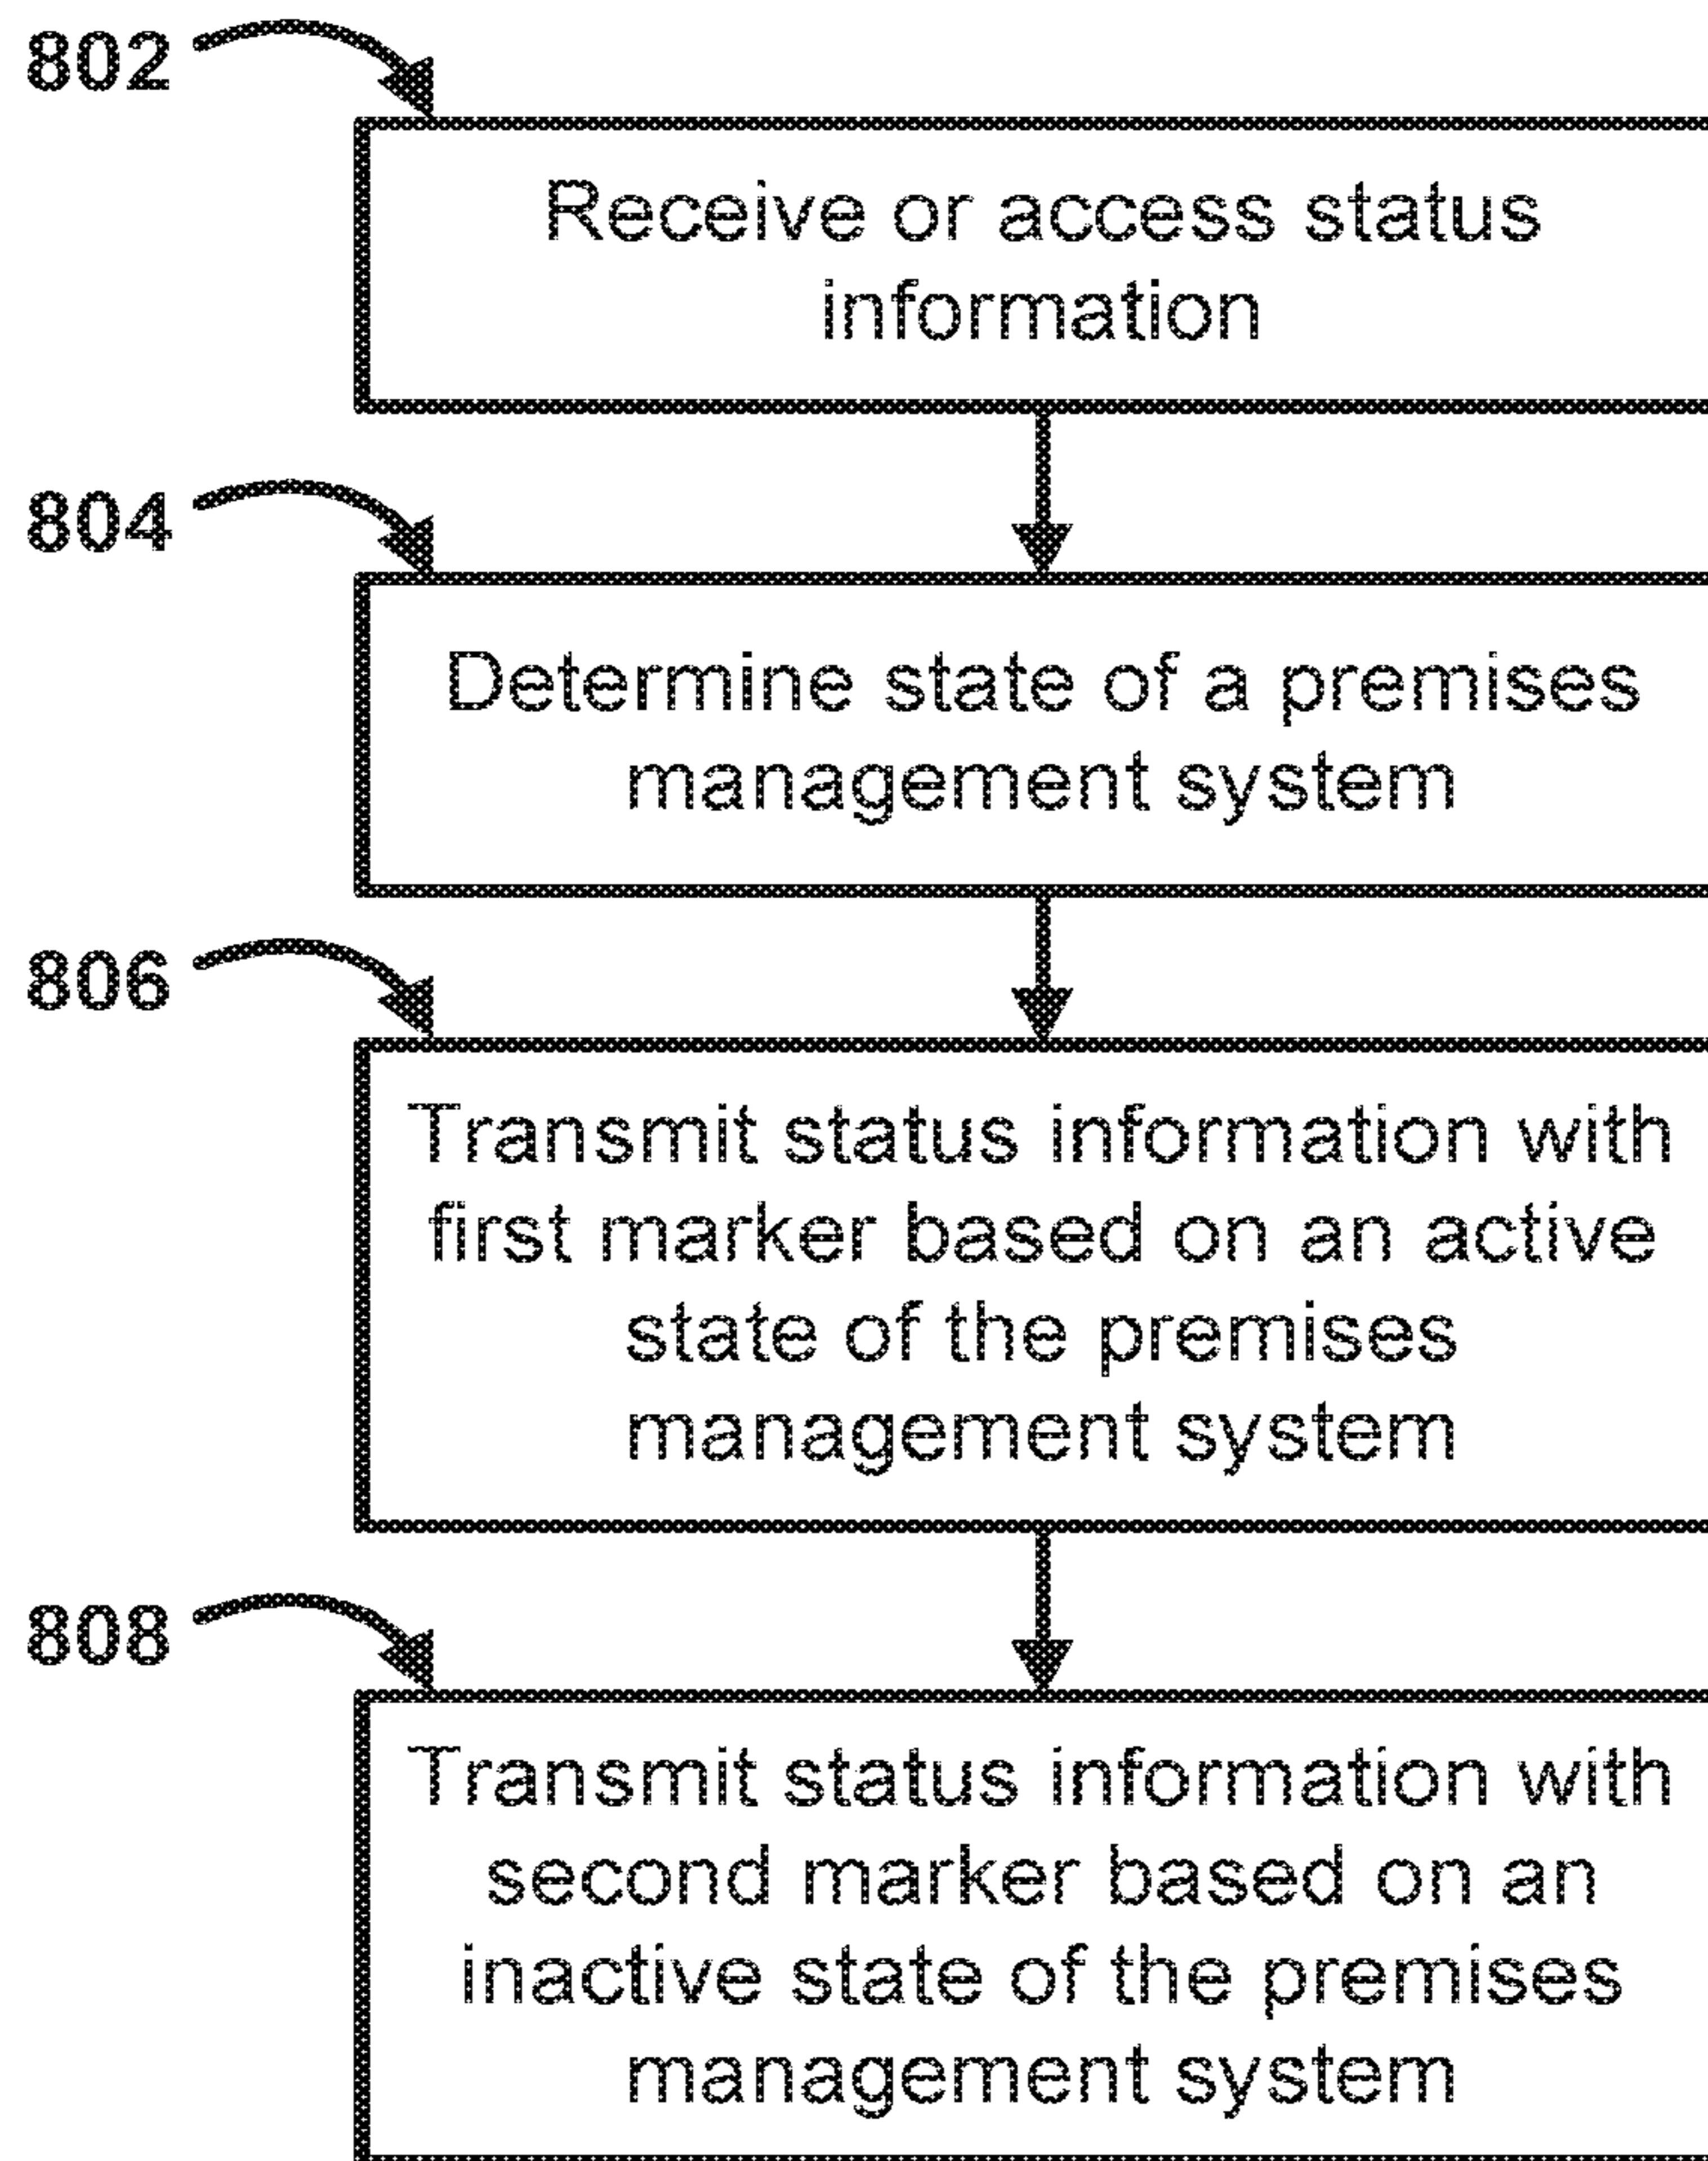 802
Receive or access status
information
804
Determine state of a premises
management system
806
Transmit status information with
first marker based on an active
state of the premises
management system
808
Transmit status information with
second marker based on an
inactive state of the premises
management system